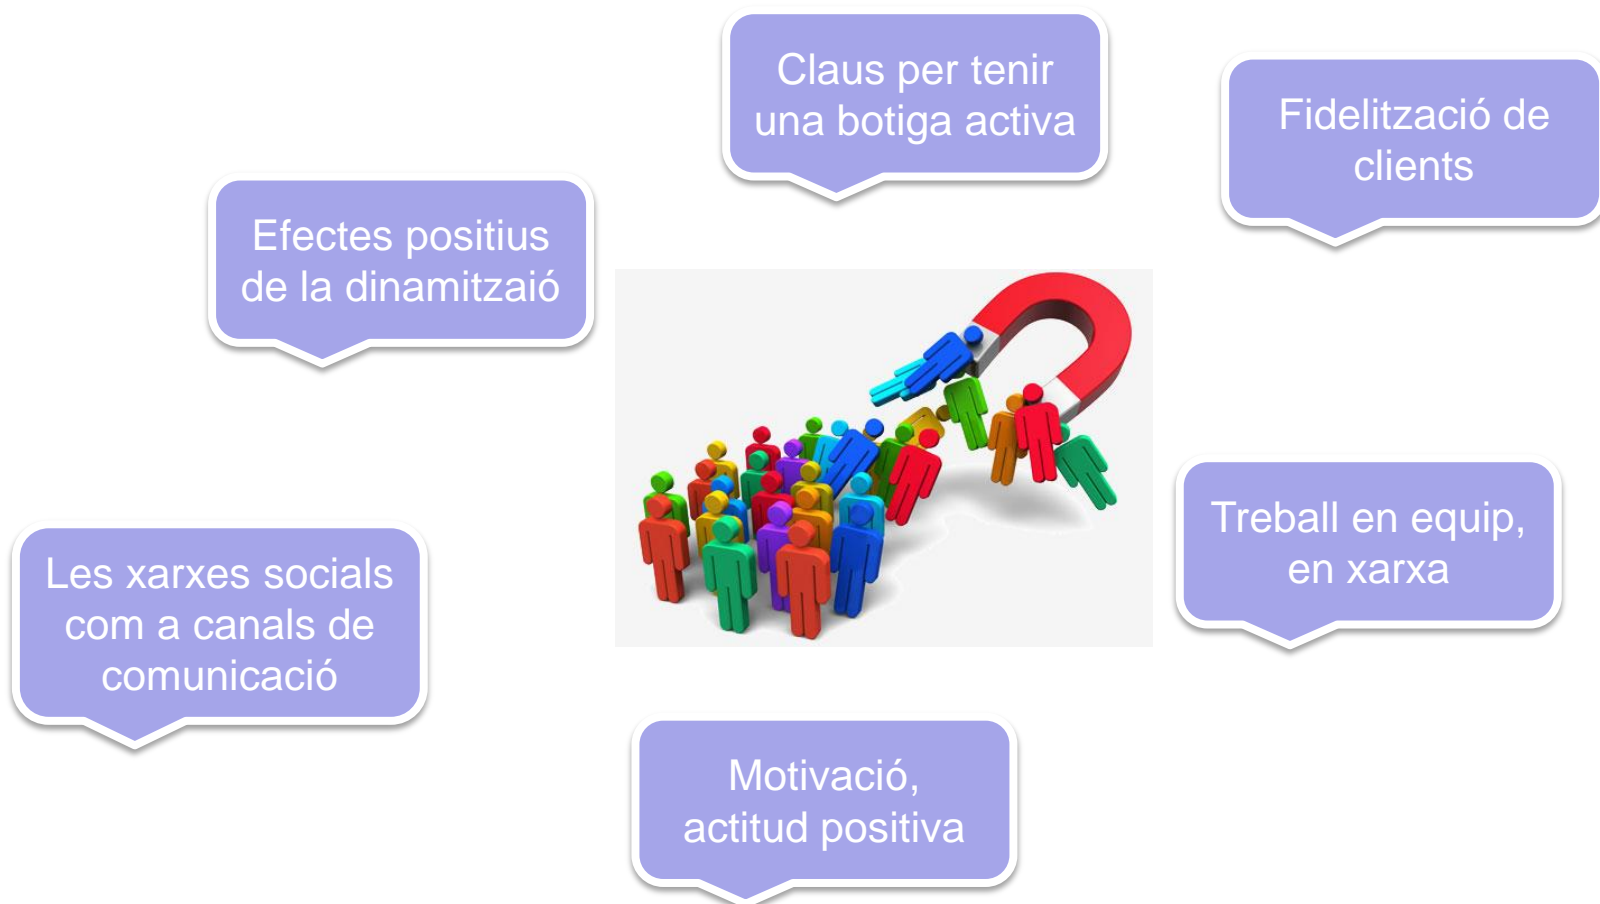 Claus per tenir
una botiga activa
Fidelització de
clients
Efectes positius
de la dinamitzaió
Treball en equip,
en xarxa
Les xarxes socials
com a canals de
comunicació
Motivació,
actitud positiva